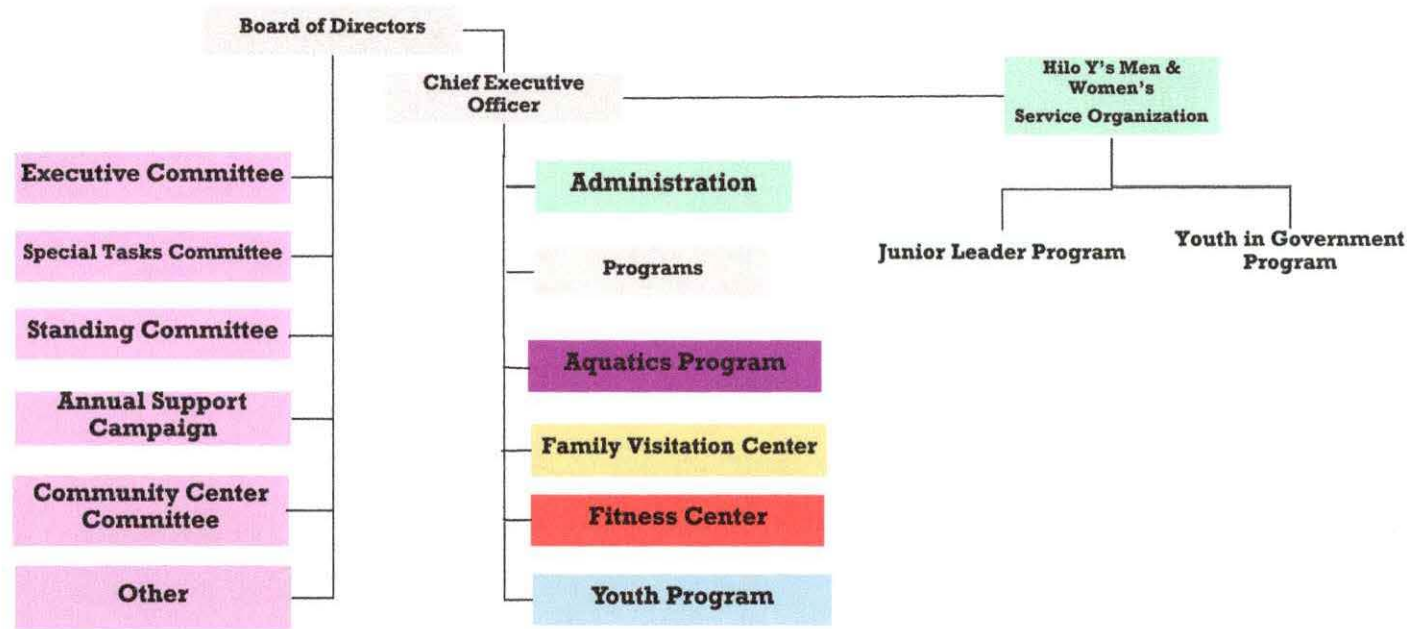 Board of Directors
Chief Executive
Officer
Hilo Y's Men &
Women's
Service Organization
Executive Committee
Special Tasks Committee
Standing Committee
Annual Support
Campaign
Community Center
Committee
Other
Administration
Programs
Aquatics Program
Family Visitation Center
Fitness Center
Youth Program
Junior Leader Program
Youth in Government
Program